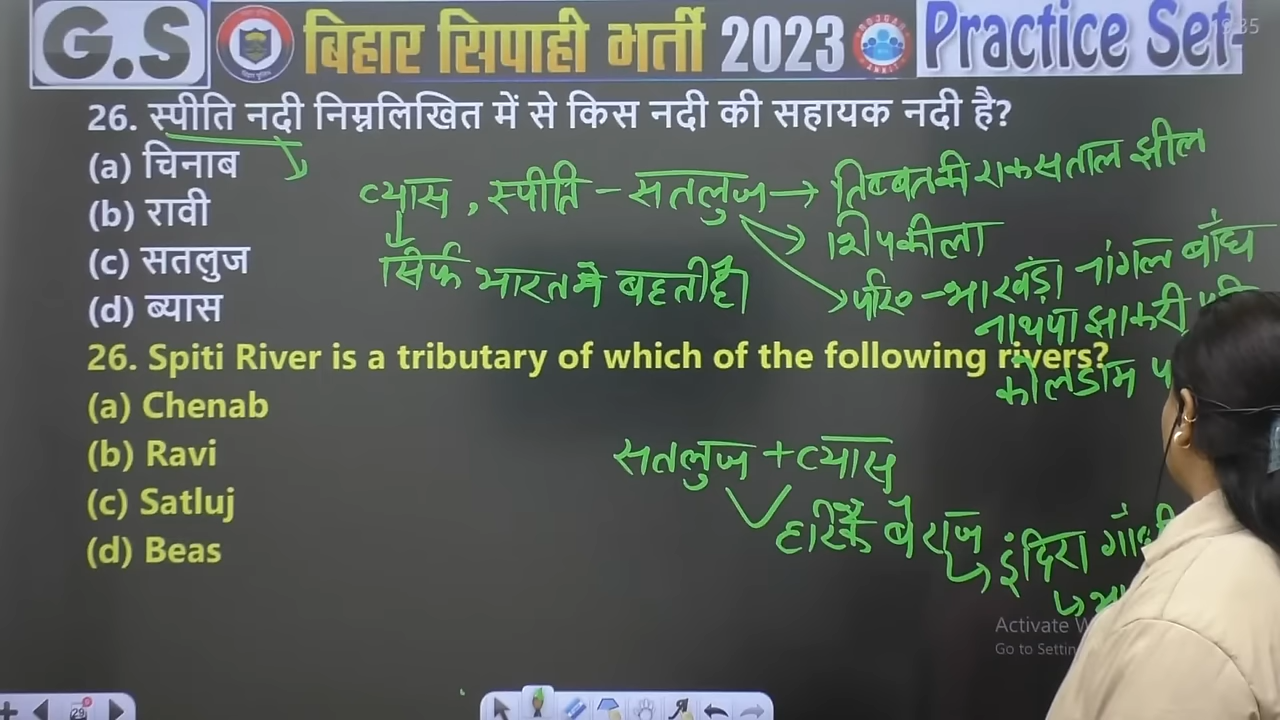 G.S बिहार सिपाही भर्ती 2023 Practice Set-
26. स्पीति नदी निम्नलिखित में से किस नदी की सहायक नदी है?
(a) चिनाब
(b) रावी
(c) सतलुज
(d) ब्यास
व्यास, स्पीति - सतलुज → तिब्बत की राकसताल झील
शिपकीला
सिर्फ भारत में बहती है।
परि० - भाखड़ा नांगल बांध
नाथपा झाकरी
कोलडाम
26. Spiti River is a tributary of which of the following rivers?
(a) Chenab
(b) Ravi
(c) Satluj
(d) Beas
सतलुज + व्यास
हरिके बैराज
इंदिरा
Activate
Go to Settin
29